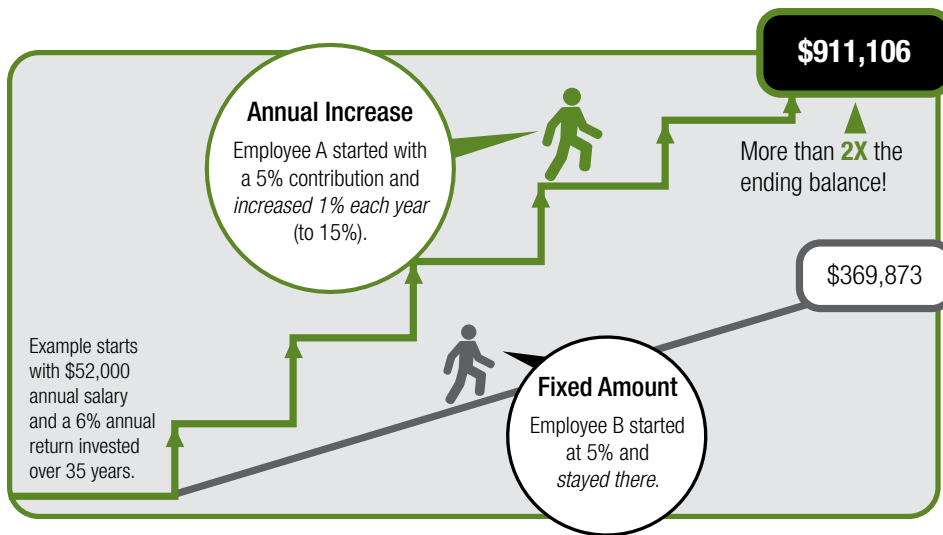 $911,106
Annual Increase
Employee A started with
a 5% contribution and
increased 1% each year
(to 15%).
More than 2X the
ending balance!
$369,873
Example starts
with $52,000
annual salary
and a 6% annual
return invested
over 35 years.
Fixed Amount
Employee B started
at 5% and
stayed there.